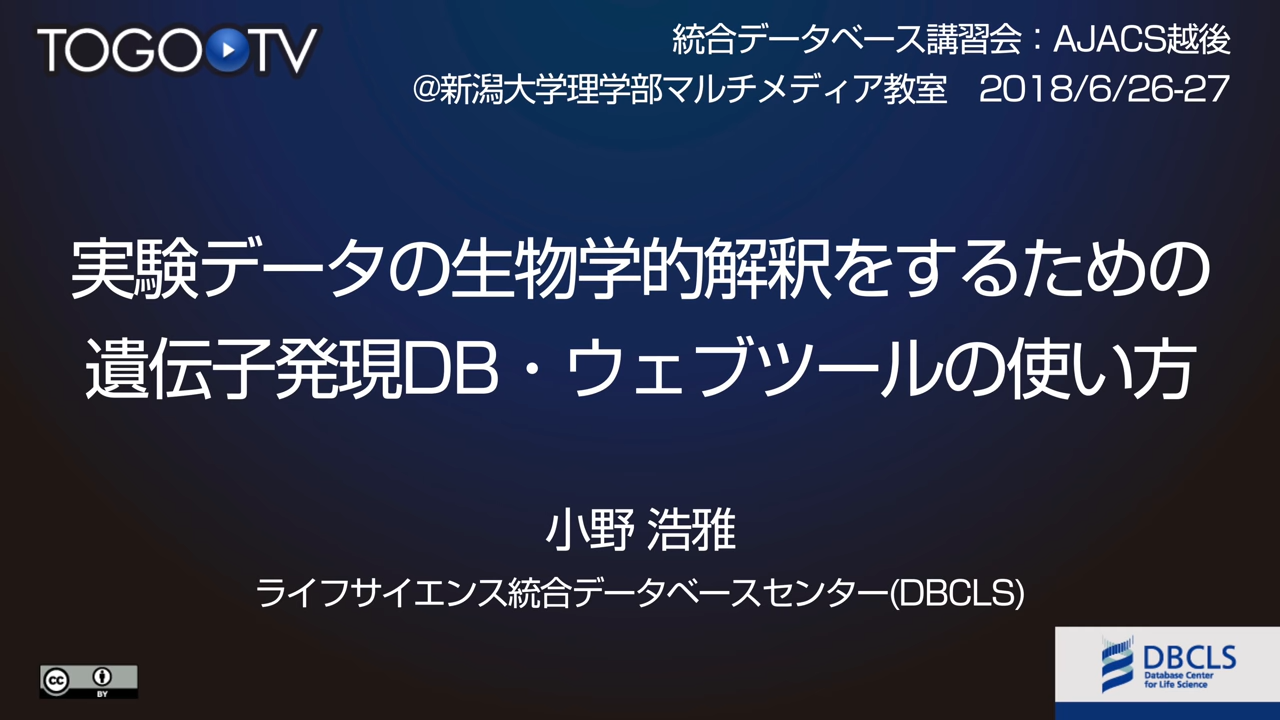 TOGO TV
統合データベース講習会：AJACS越後
@新潟大学理学部マルチメディア教室　2018/6/26-27
実験データの生物学的解釈をするための
遺伝子発現DB・ウェブツールの使い方
小野 浩雅
ライフサイエンス統合データベースセンター(DBCLS)
cc
BY
DBCLS
Database Center
for Life Science